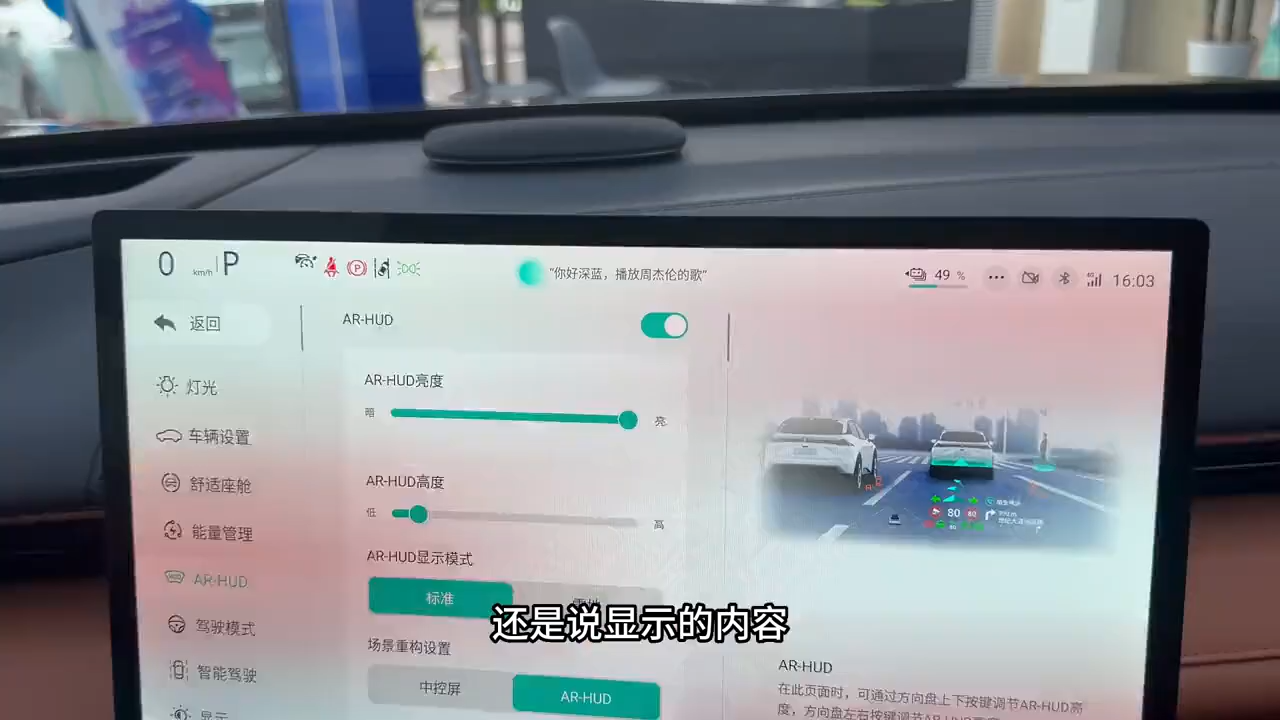 0 km/h P
"你好深蓝，播放周杰伦的歌"
49 %
4G
16:03
返回
灯光
车辆设置
舒适座舱
能量管理
AR-HUD
驾驶模式
智能驾驶
显示
AR-HUD
AR-HUD亮度
暗
亮
AR-HUD高度
低
高
AR-HUD显示模式
标准
场景重构设置
中控屏
AR-HUD
80
AR-HUD
在此页面时，可通过方向盘上下按键调节AR-HUD高
度，方向盘左右按键调节AR-HUD亮度
还是说显示的内容